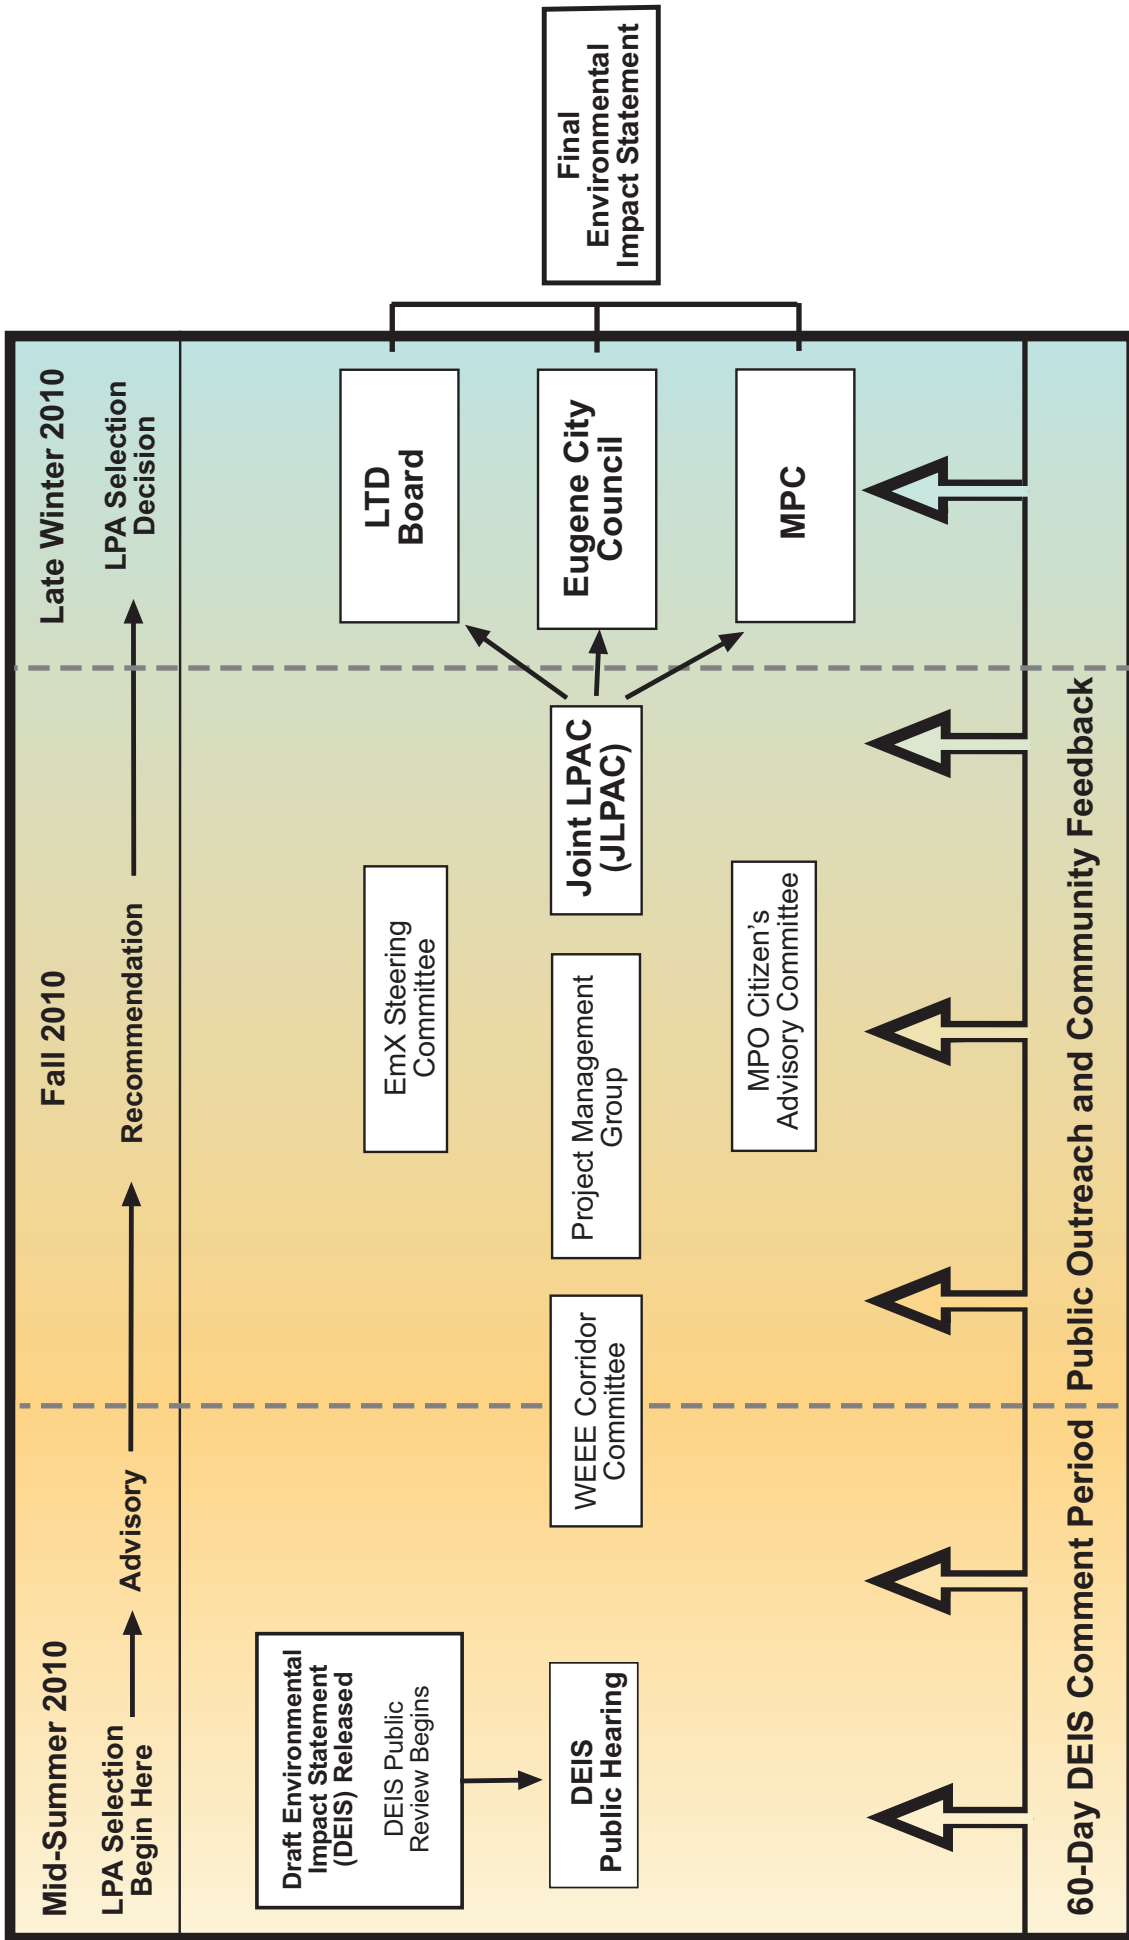 Mid-Summer 2010
Fall 2010
Late Winter 2010
LPA Selection
Begin Here
Advisory
Recommendation
LPA Selection
Decision
Draft Environmental
Impact Statement
(DEIS) Released
DEIS Public
Review Begins
DEIS
Public Hearing
WEEE Corridor
Committee
EmX Steering
Committee
Project Management
Group
MPO Citizen's
Advisory Committee
Joint LPAC
(JLPAC)
LTD
Board
Eugene City
Council
MPC
Final
Environmental
Impact Statement
60-Day DEIS Comment Period
Public Outreach and Community Feedback